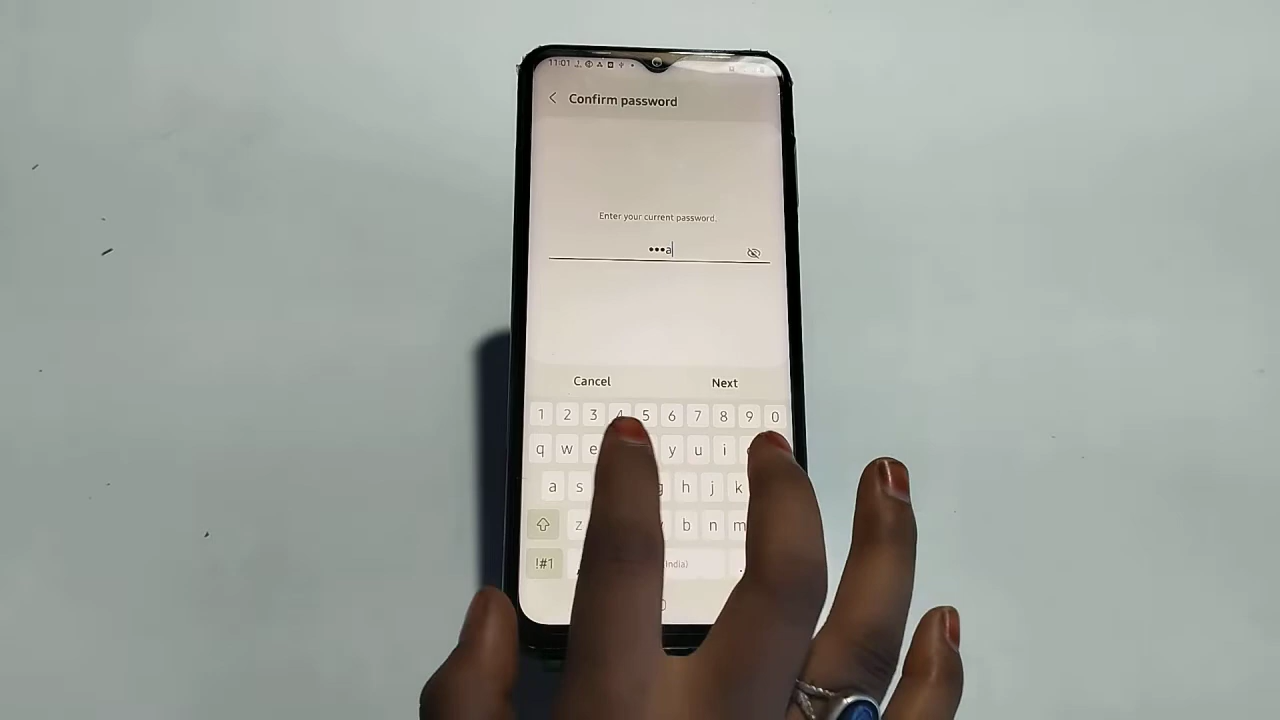 11:01
Confirm password
Enter your current password.
•••a
Cancel Next
1 2 3 4 5 6 7 8 9 0
q w e y u i
a s g h j k
z v b n m
!#1 , (India) .